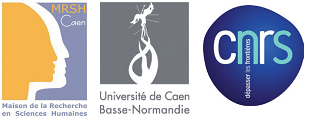 MRSH
Caen
Maison de la Recherche
en Sciences Humaines
Université de Caen
Basse-Normandie
cnrs
dépasser les frontières